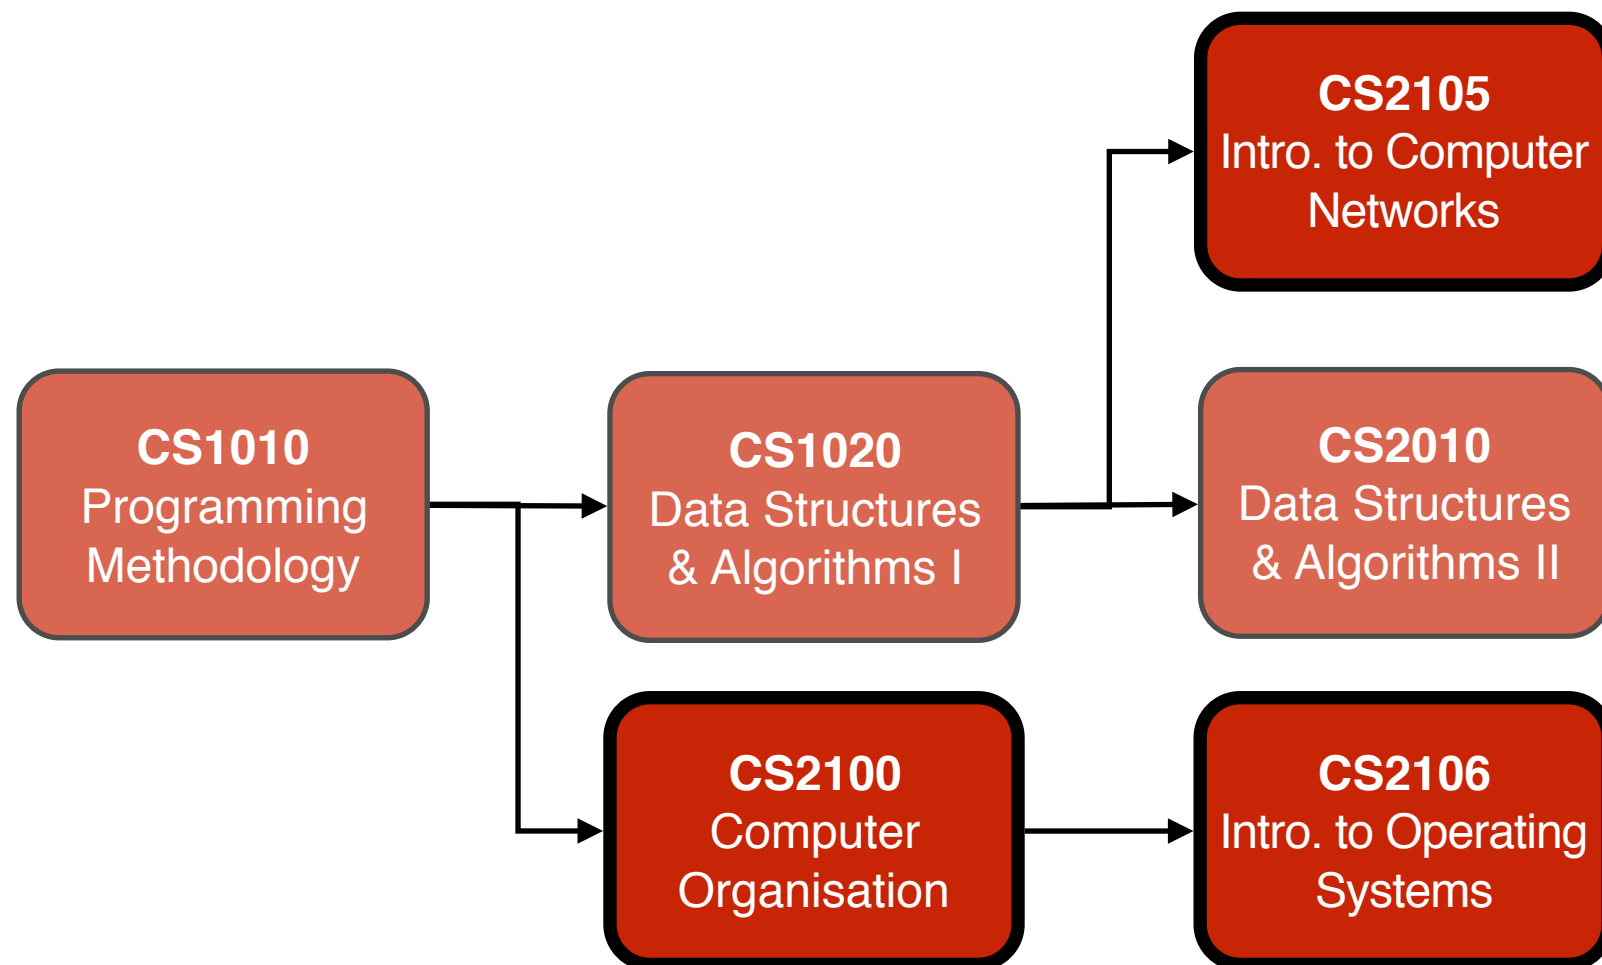 CS2105
Intro. to Computer
Networks
CS1010
Programming
Methodology
CS1020
Data Structures
& Algorithms I
CS2010
Data Structures
& Algorithms II
CS2100
Computer
Organisation
CS2106
Intro. to Operating
Systems